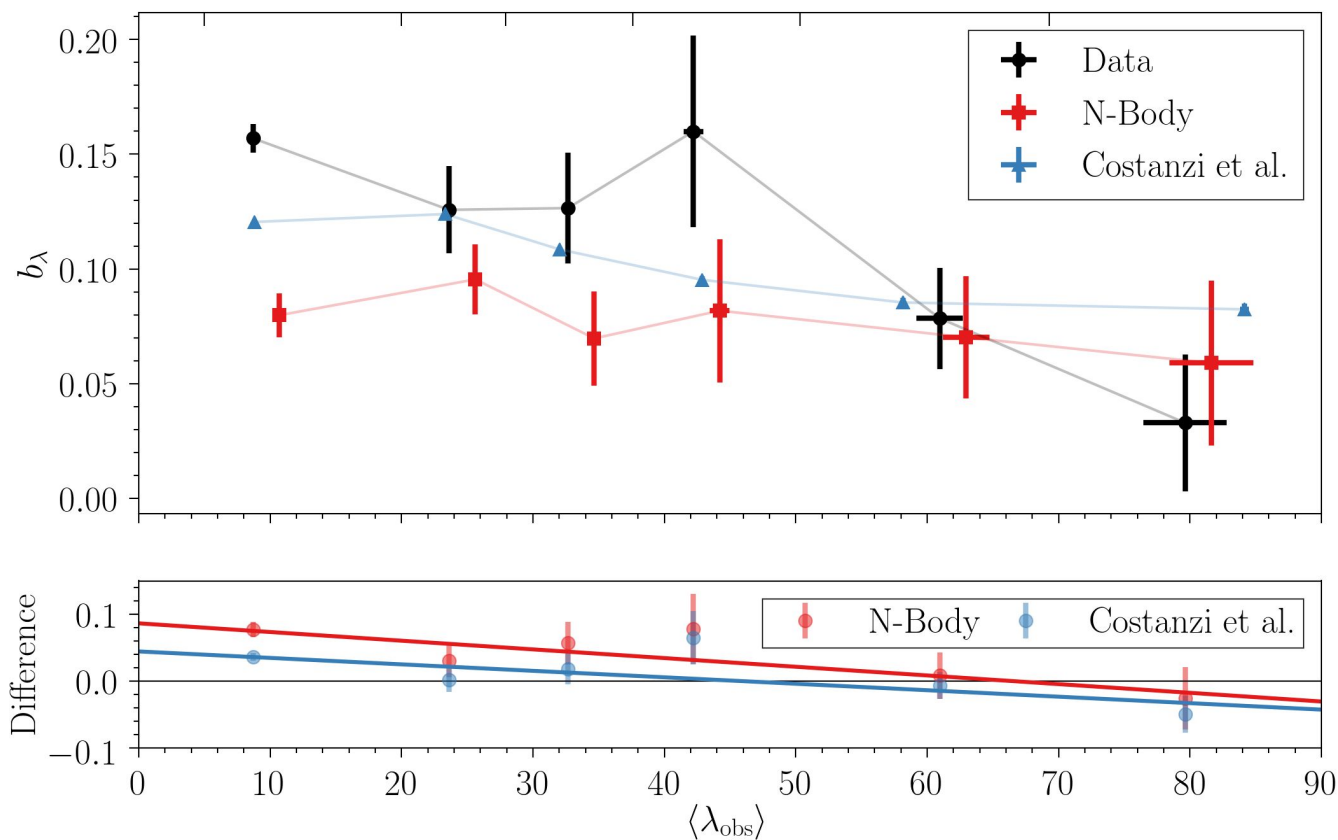 0.20
0.15
0.10
0.05
0.00
b_λ
Data
N-Body
Costanzi et al.
0.1
0.0
−0.1
Difference
N-Body Costanzi et al.
0 10 20 30 40 50 60 70 80 90
⟨λ_obs⟩